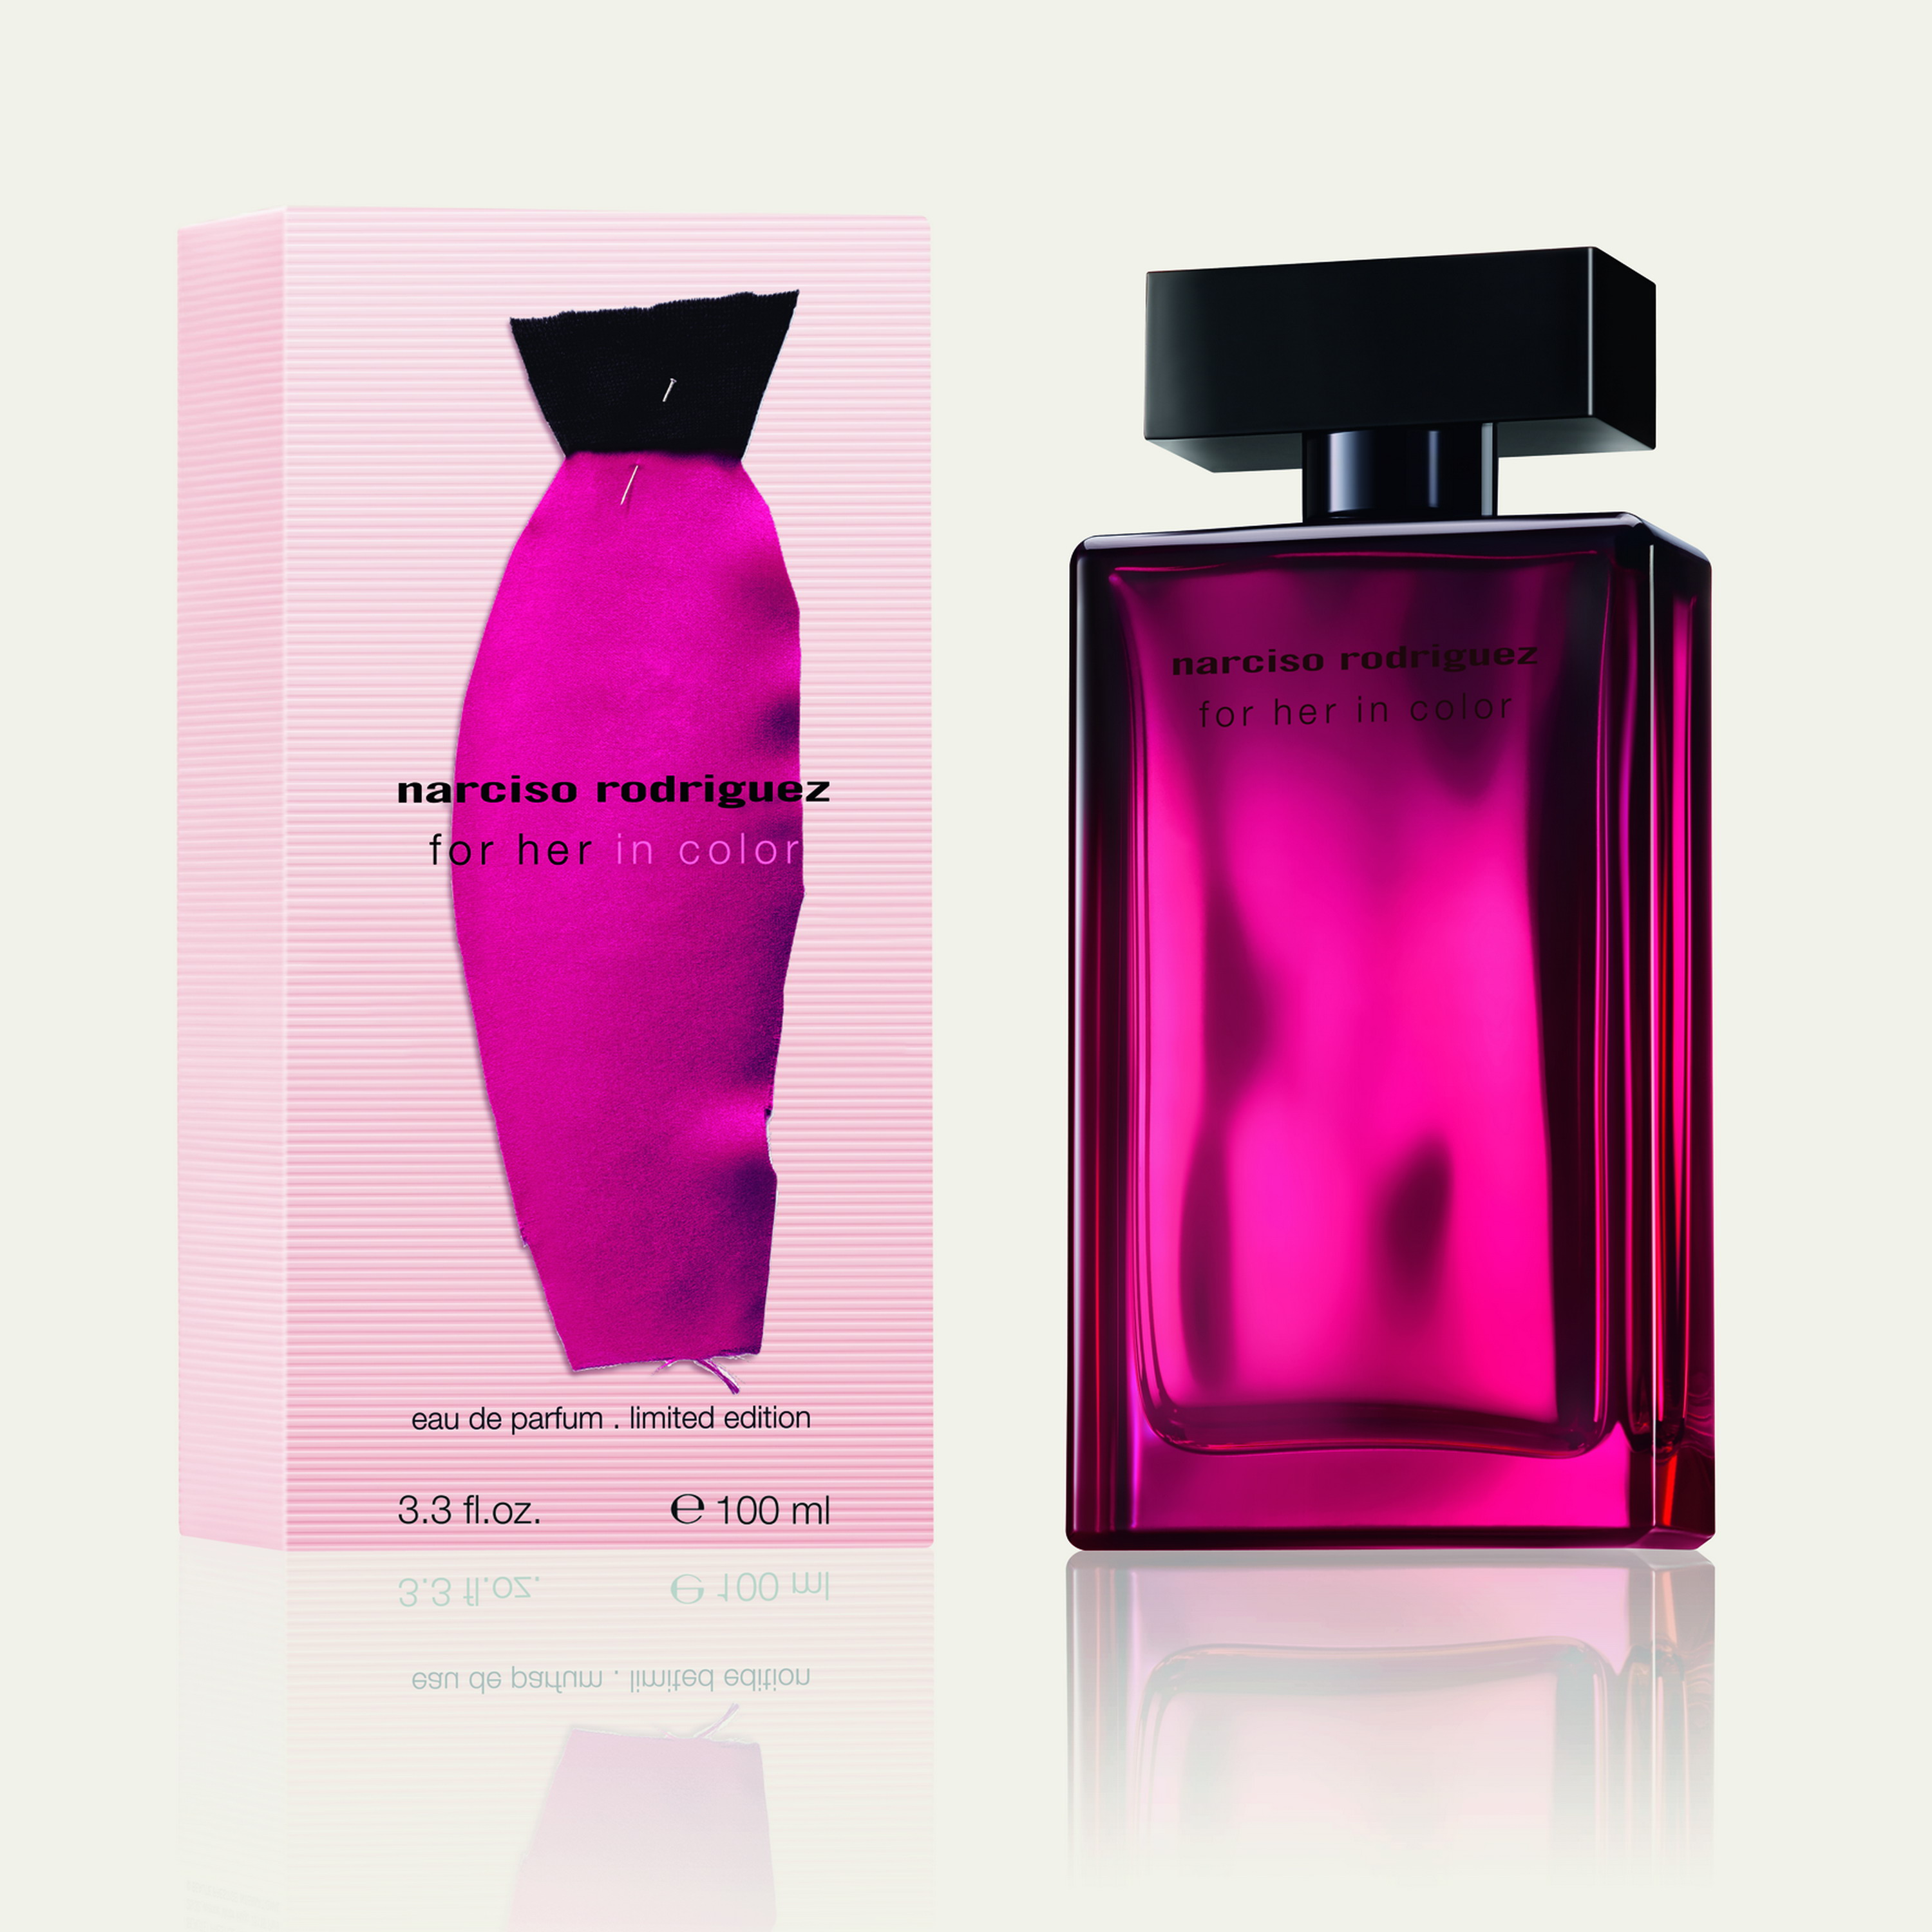 narciso rodriguez
for her in color
eau de parfum . limited edition
3.3 fl.oz. ℮ 100 ml
narciso rodriguez
for her in color